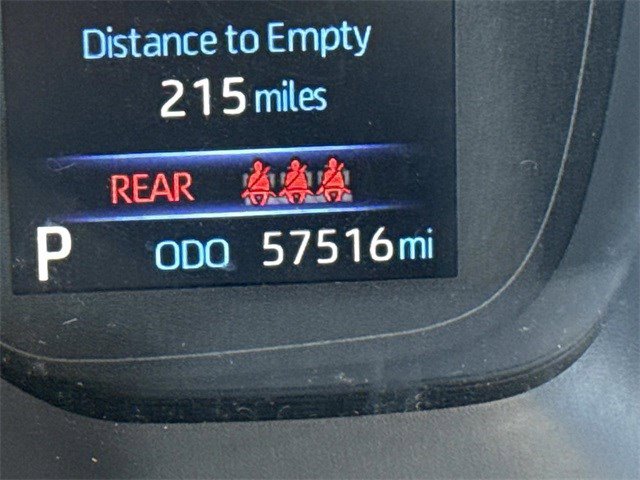 Distance to Empty
215 miles
REAR
P ODO 57516 mi